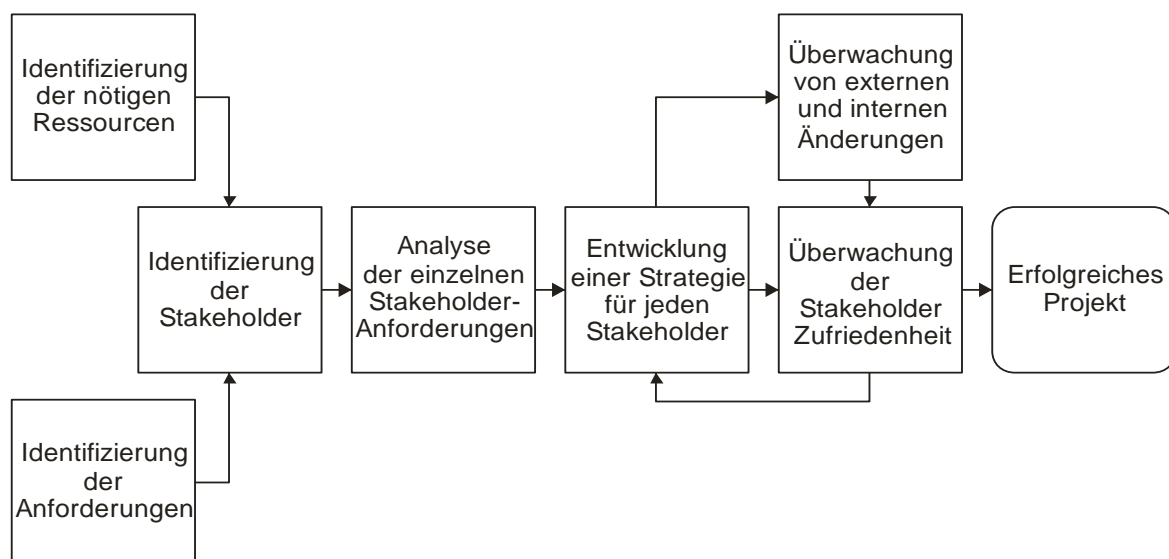 Identifizierung
der nötigen
Ressourcen
Identifizierung
der
Anforderungen
Identifizierung
der
Stakeholder
Analyse
der einzelnen
Stakeholder-
Anforderungen
Entwicklung
einer Strategie
für jeden
Stakeholder
Überwachung
von externen
und internen
Änderungen
Überwachung
der
Stakeholder
Zufriedenheit
Erfolgreiches
Projekt